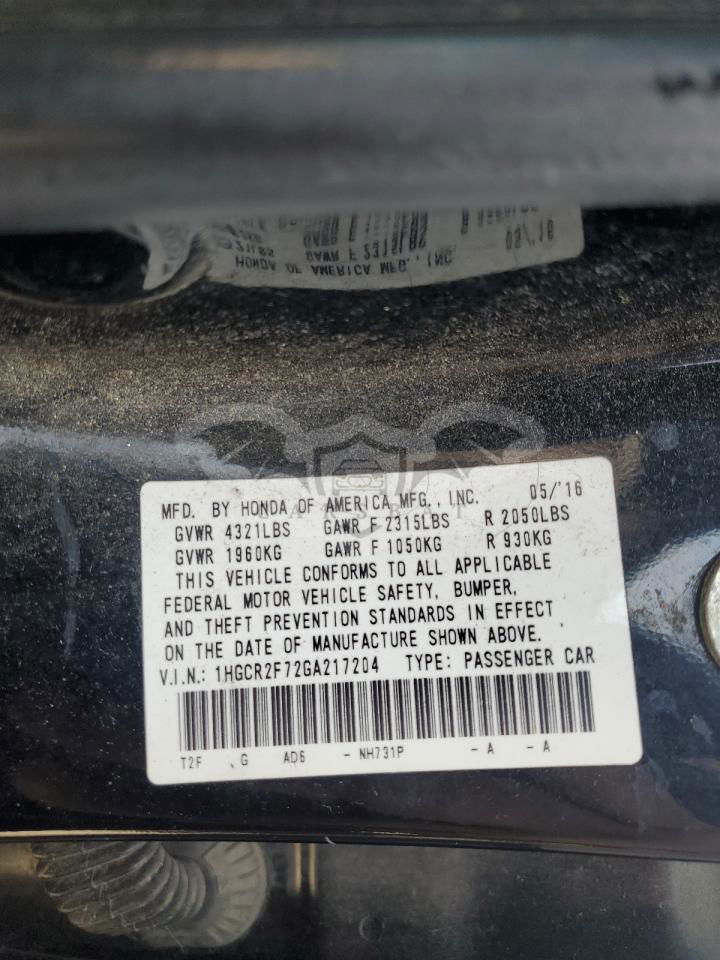 MFD. BY HONDA OF AMERICA MFG., INC. 05/'16
GVWR 4321LBS GAWR F 2315LBS R 2050LBS
GVWR 1960KG GAWR F 1050KG R 930KG
THIS VEHICLE CONFORMS TO ALL APPLICABLE
FEDERAL MOTOR VEHICLE SAFETY, BUMPER,
AND THEFT PREVENTION STANDARDS IN EFFECT
ON THE DATE OF MANUFACTURE SHOWN ABOVE.
V.I.N.: 1HGCR2F72GA217204 TYPE: PASSENGER CAR
T2F G AD6 - NH731P - A - A